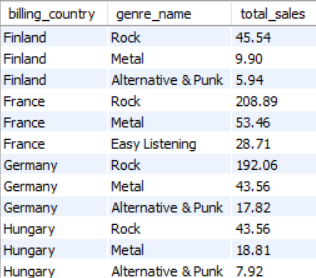 billing_country genre_name total_sales
Finland Rock 45.54
Finland Metal 9.90
Finland Alternative & Punk 5.94
France Rock 208.89
France Metal 53.46
France Easy Listening 28.71
Germany Rock 192.06
Germany Metal 43.56
Germany Alternative & Punk 17.82
Hungary Rock 43.56
Hungary Metal 18.81
Hungary Alternative & Punk 7.92